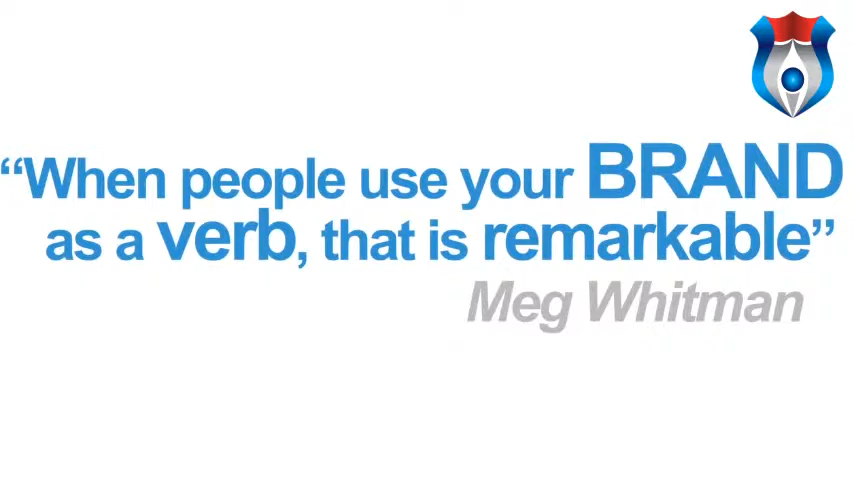 “When people use your BRAND
as a verb, that is remarkable”
Meg Whitman